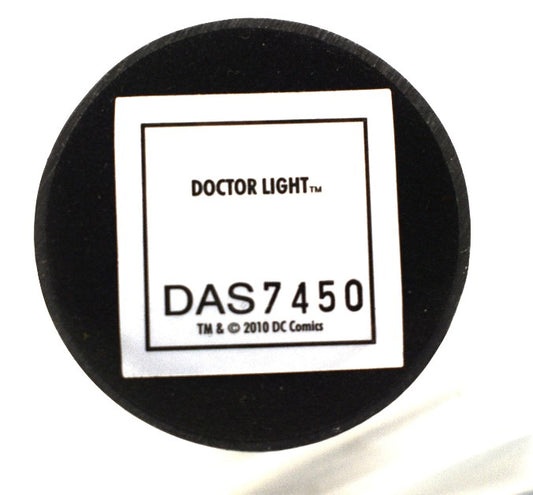 DOCTOR LIGHT™
DAS7450
TM & © 2010 DC Comics